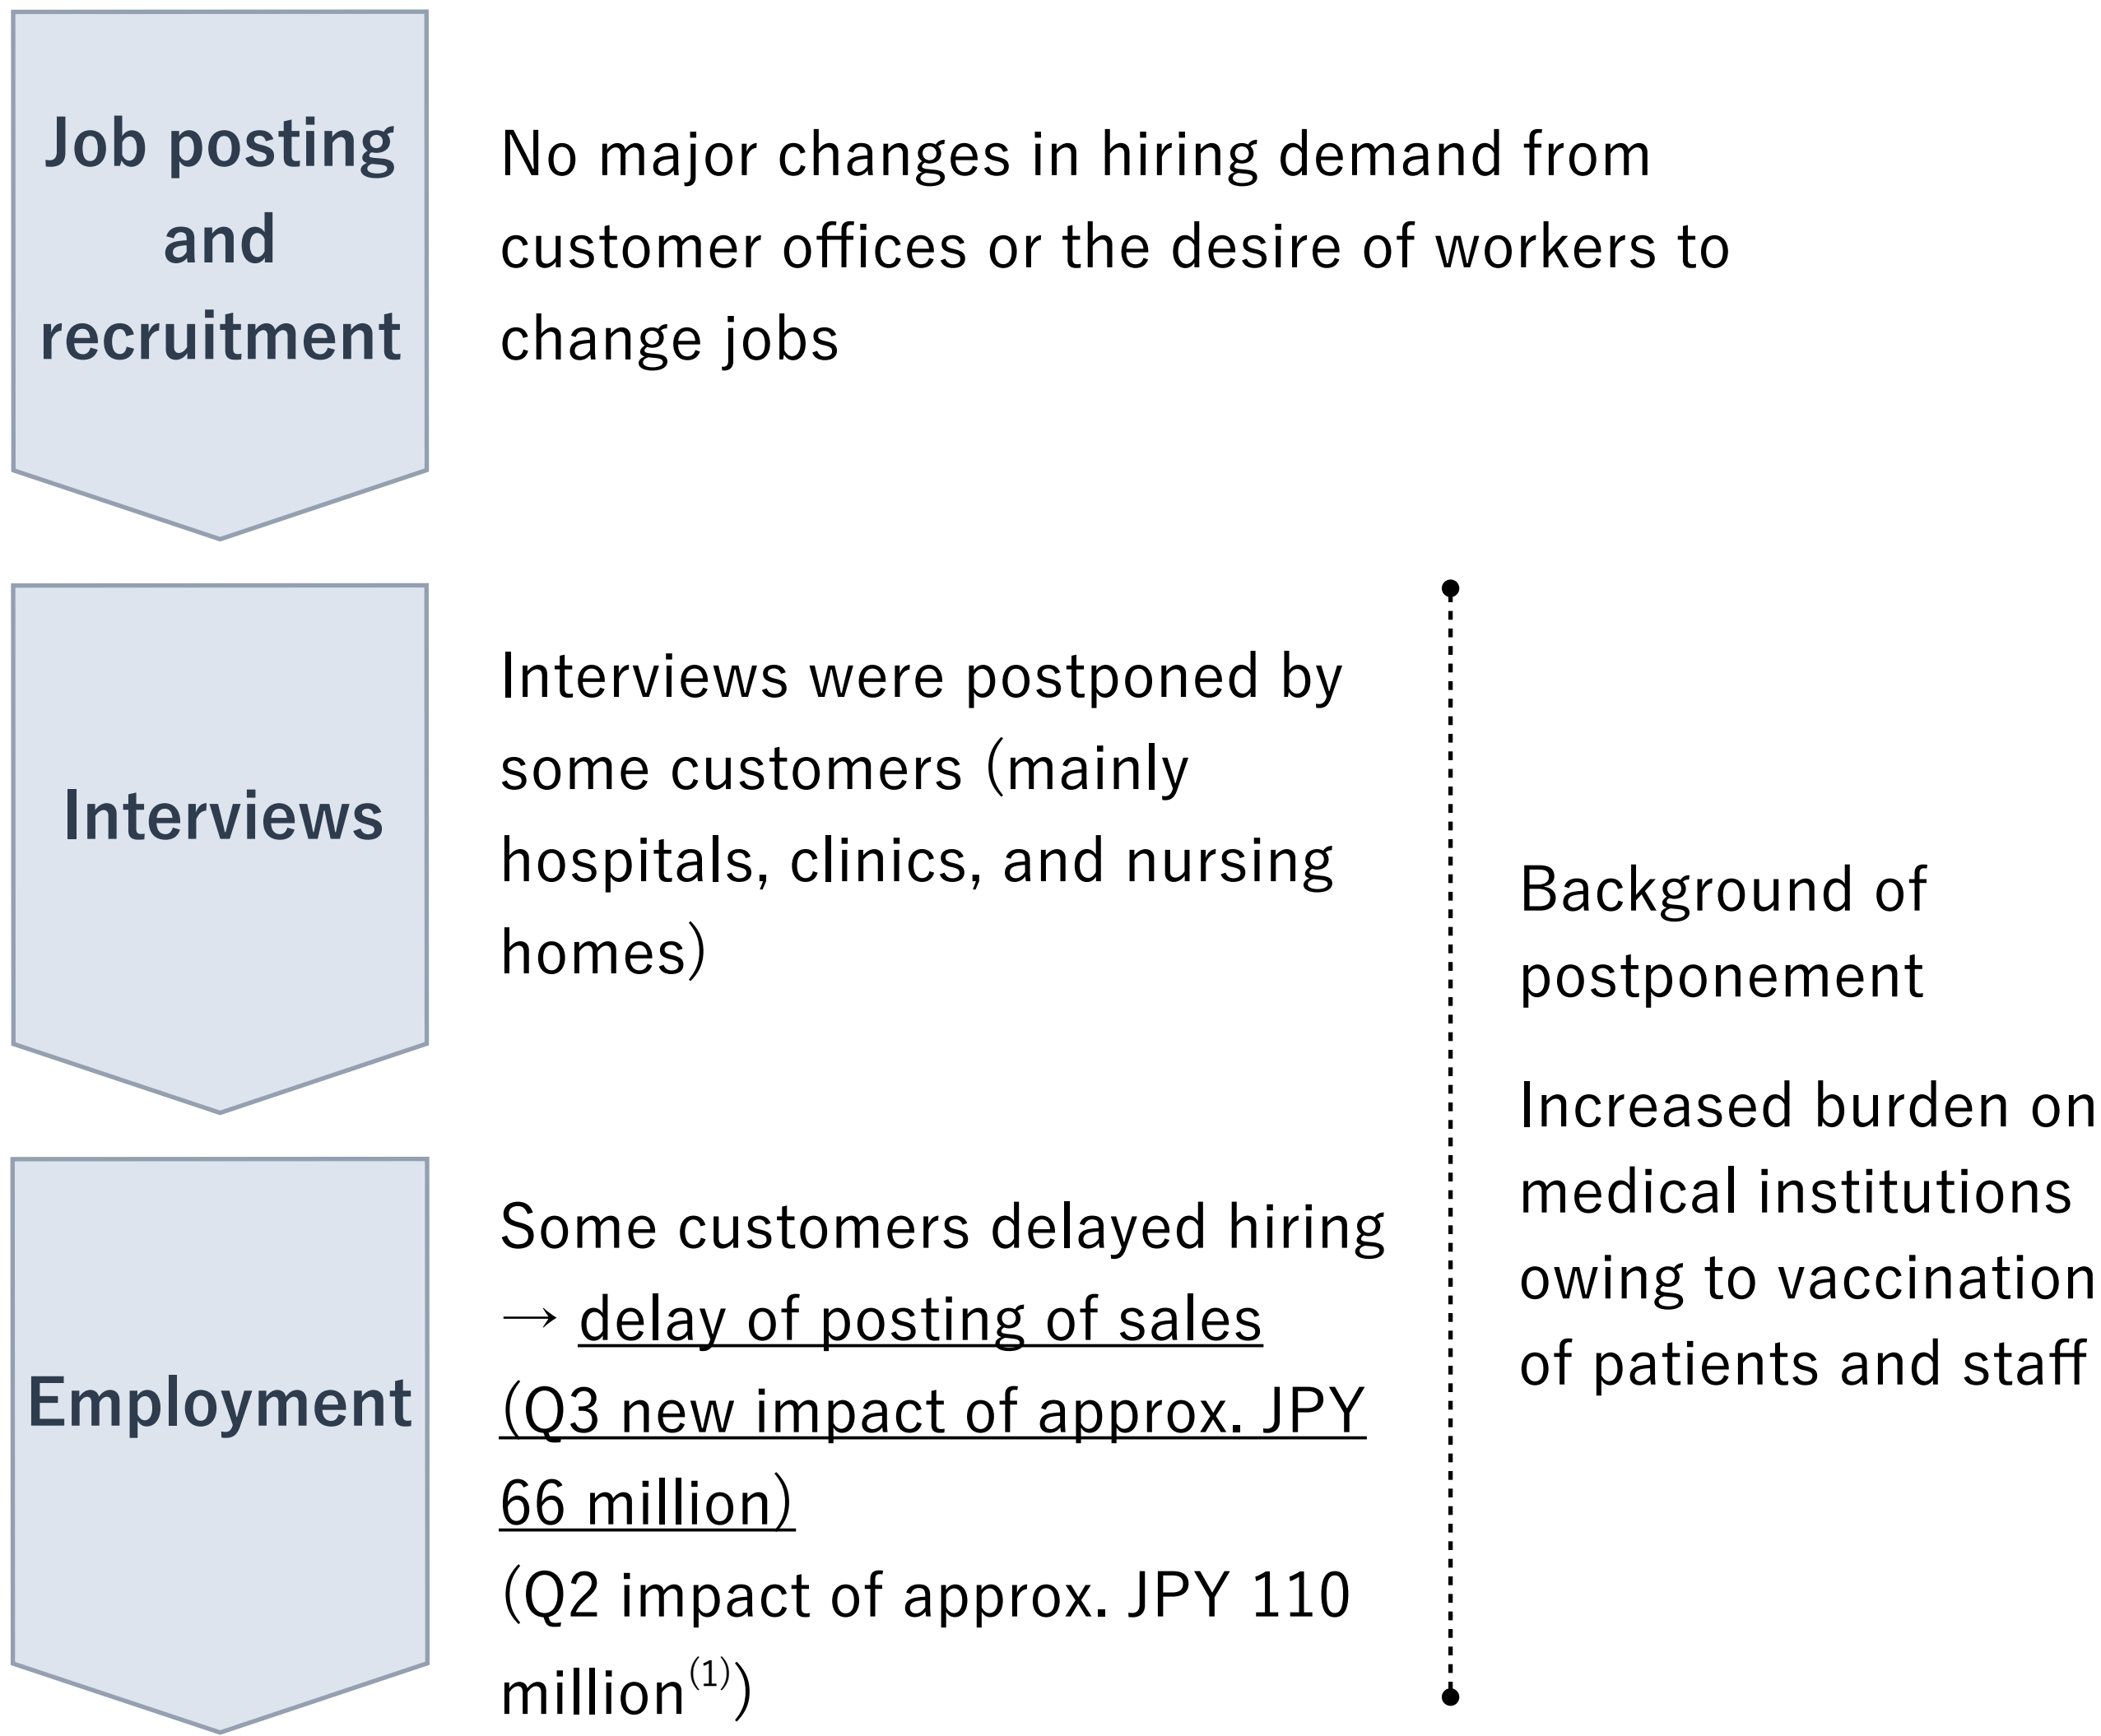 Job posting
and
recruitment
No major changes in hiring demand from
customer offices or the desire of workers to
change jobs
Interviews
Interviews were postponed by
some customers (mainly
hospitals, clinics, and nursing
homes)
Employment
Some customers delayed hiring
→ delay of posting of sales
(Q3 new impact of approx. JPY
66 million)
(Q2 impact of approx. JPY 110
million(1))
Background of
postponement
Increased burden on
medical institutions
owing to vaccination
of patients and staff